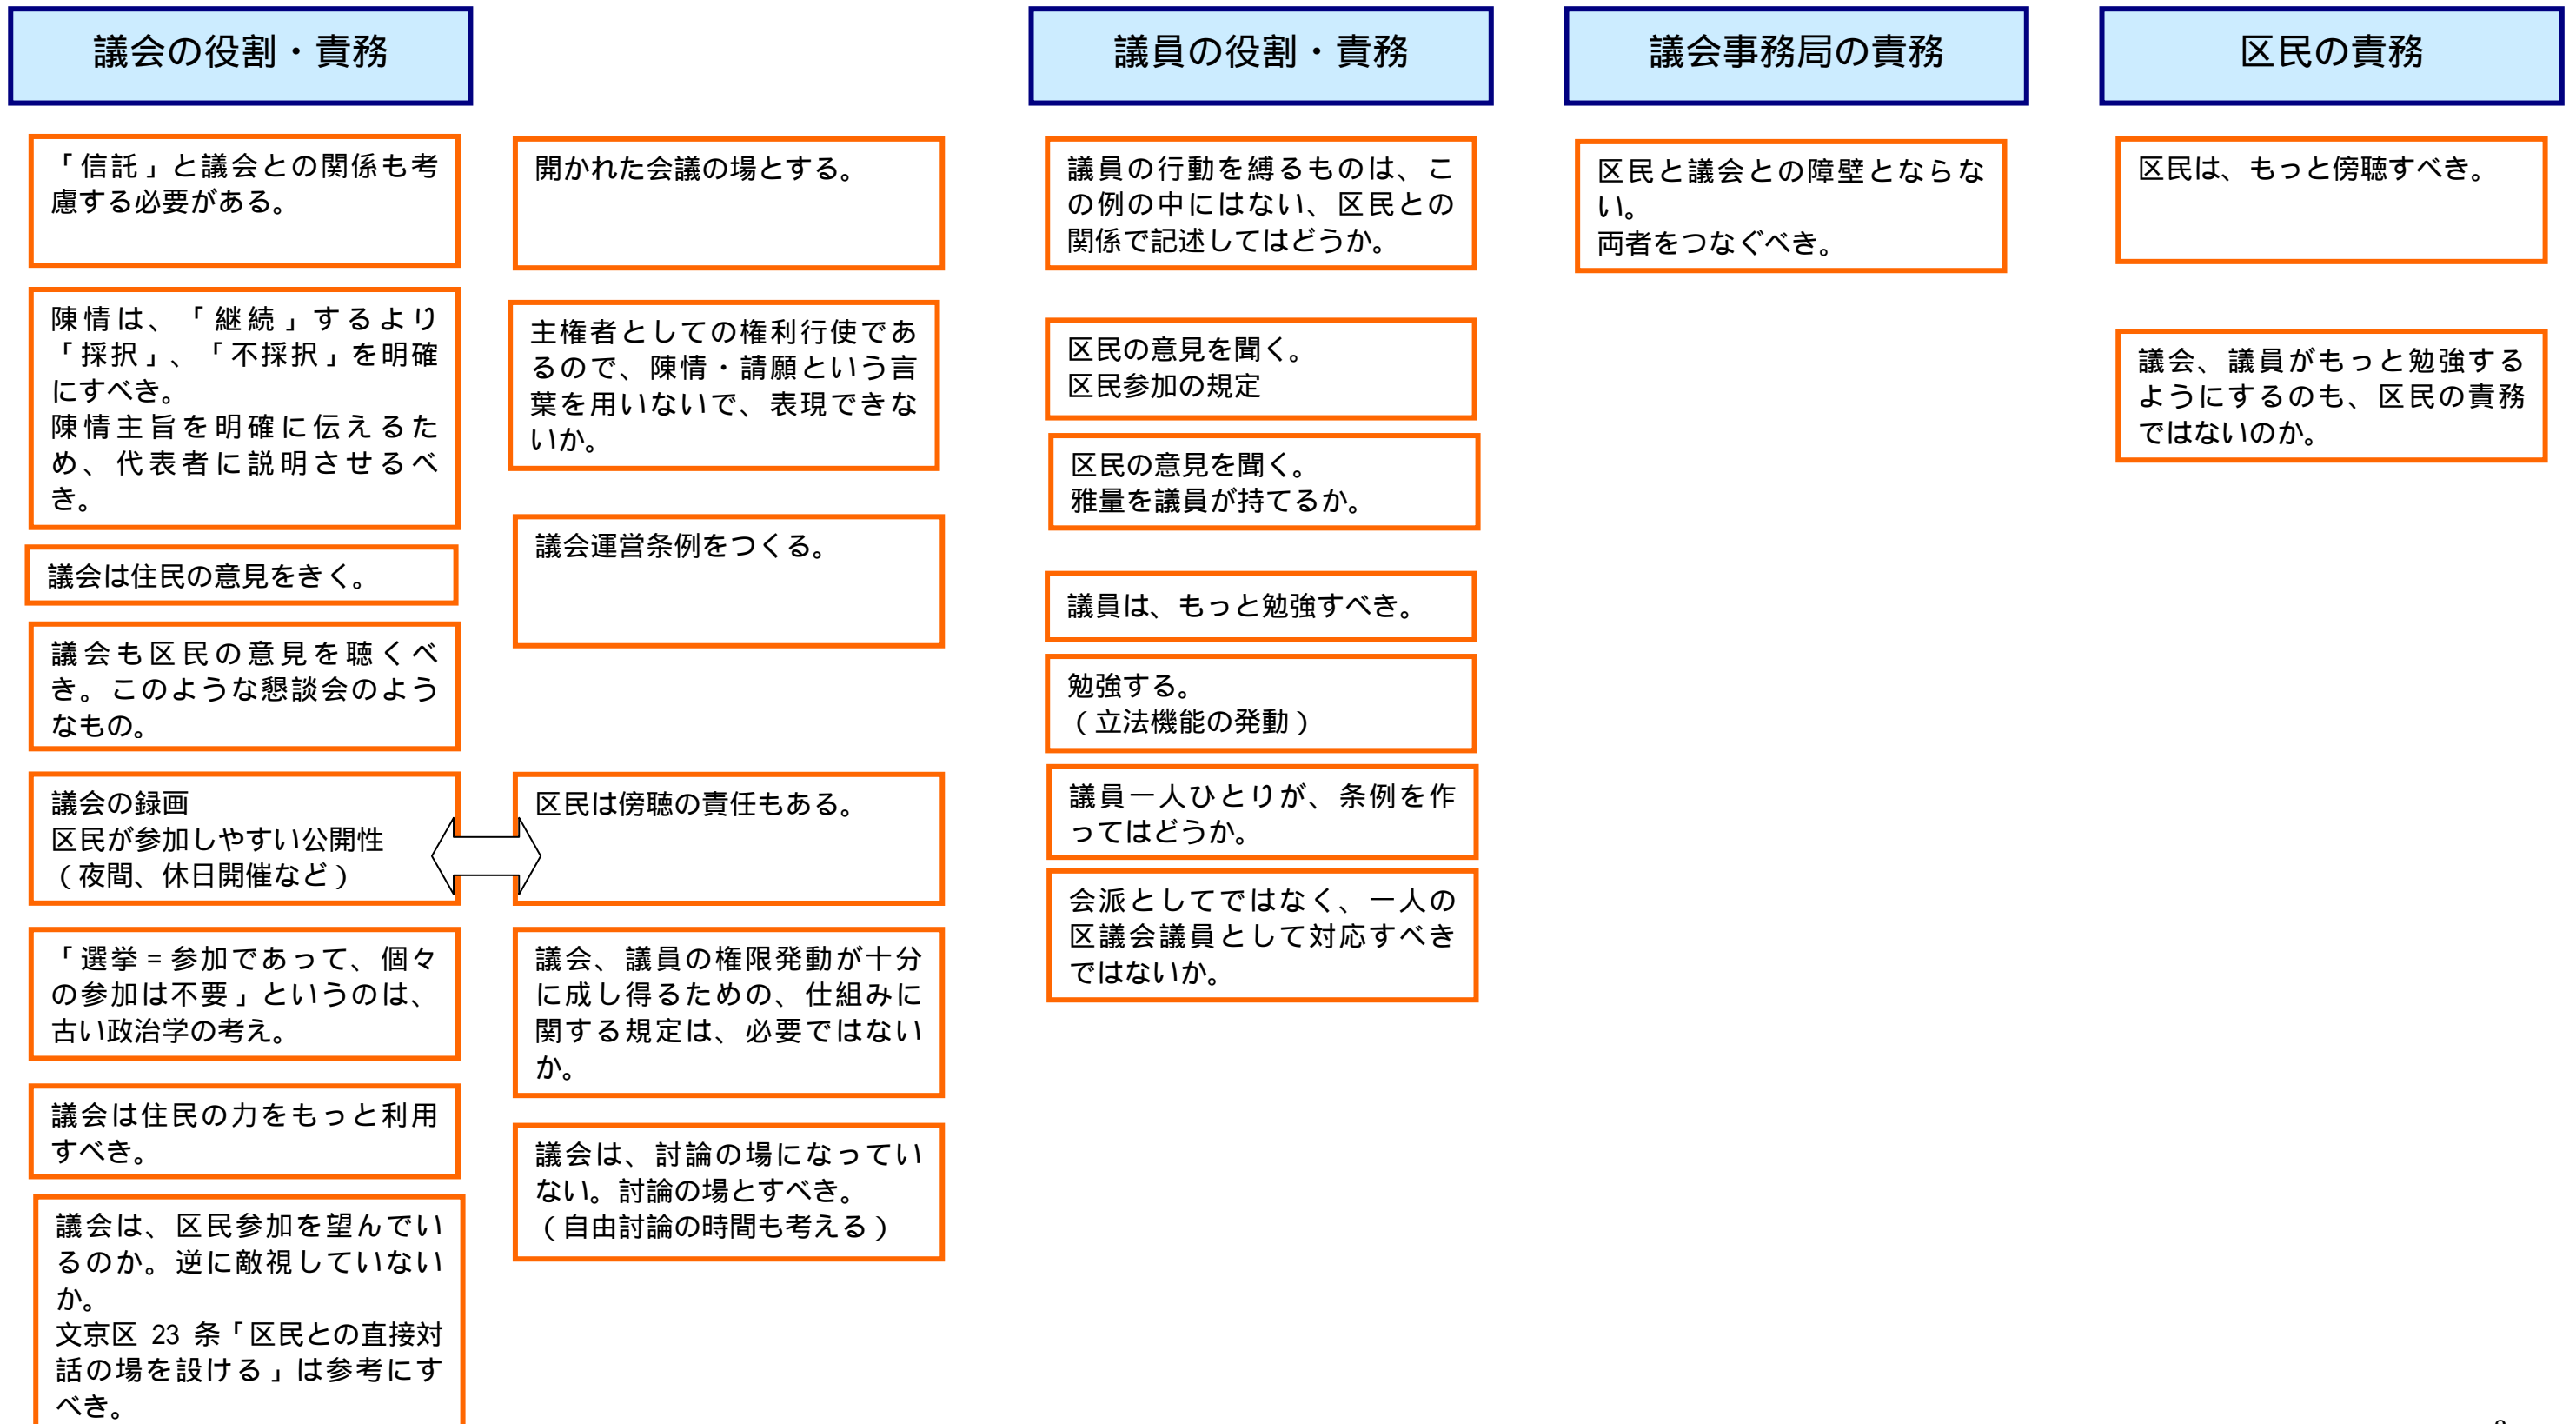 議会の役割・責務
「信託」と議会との関係も考
慮する必要がある。
陳情は、「継続」するより
「採択」、「不採択」を明確
にすべき。
陳情主旨を明確に伝えるた
め、代表者に説明させるべ
き。
議会は住民の意見をきく。
議会も区民の意見を聴くべ
き。このような懇談会のよう
なもの。
議会の録画
区民が参加しやすい公開性
（夜間、休日開催など）
「選挙＝参加であって、個々
の参加は不要」というのは、
古い政治学の考え。
議会は住民の力をもっと利用
すべき。
議会は、区民参加を望んでい
るのか。逆に敵視していない
か。
文京区 23 条「区民との直接対
話の場を設ける」は参考にす
べき。
開かれた会議の場とする。
主権者としての権利行使であ
るので、陳情・請願という言
葉を用いないで、表現できな
いか。
議会運営条例をつくる。
区民は傍聴の責任もある。
議会、議員の権限発動が十分
に成し得るための、仕組みに
関する規定は、必要ではない
か。
議会は、討論の場になってい
ない。討論の場とすべき。
（自由討論の時間も考える）
議員の役割・責務
議員の行動を縛るものは、こ
の例の中にはない、区民との
関係で記述してはどうか。
区民の意見を聞く。
区民参加の規定
区民の意見を聞く。
雅量を議員が持てるか。
議員は、もっと勉強すべき。
勉強する。
（立法機能の発動）
議員一人ひとりが、条例を作
ってはどうか。
会派としてではなく、一人の
区議会議員として対応すべき
ではないか。
議会事務局の責務
区民と議会との障壁とならな
い。
両者をつなぐべき。
区民の責務
区民は、もっと傍聴すべき。
議会、議員がもっと勉強する
ようにするのも、区民の責務
ではないのか。